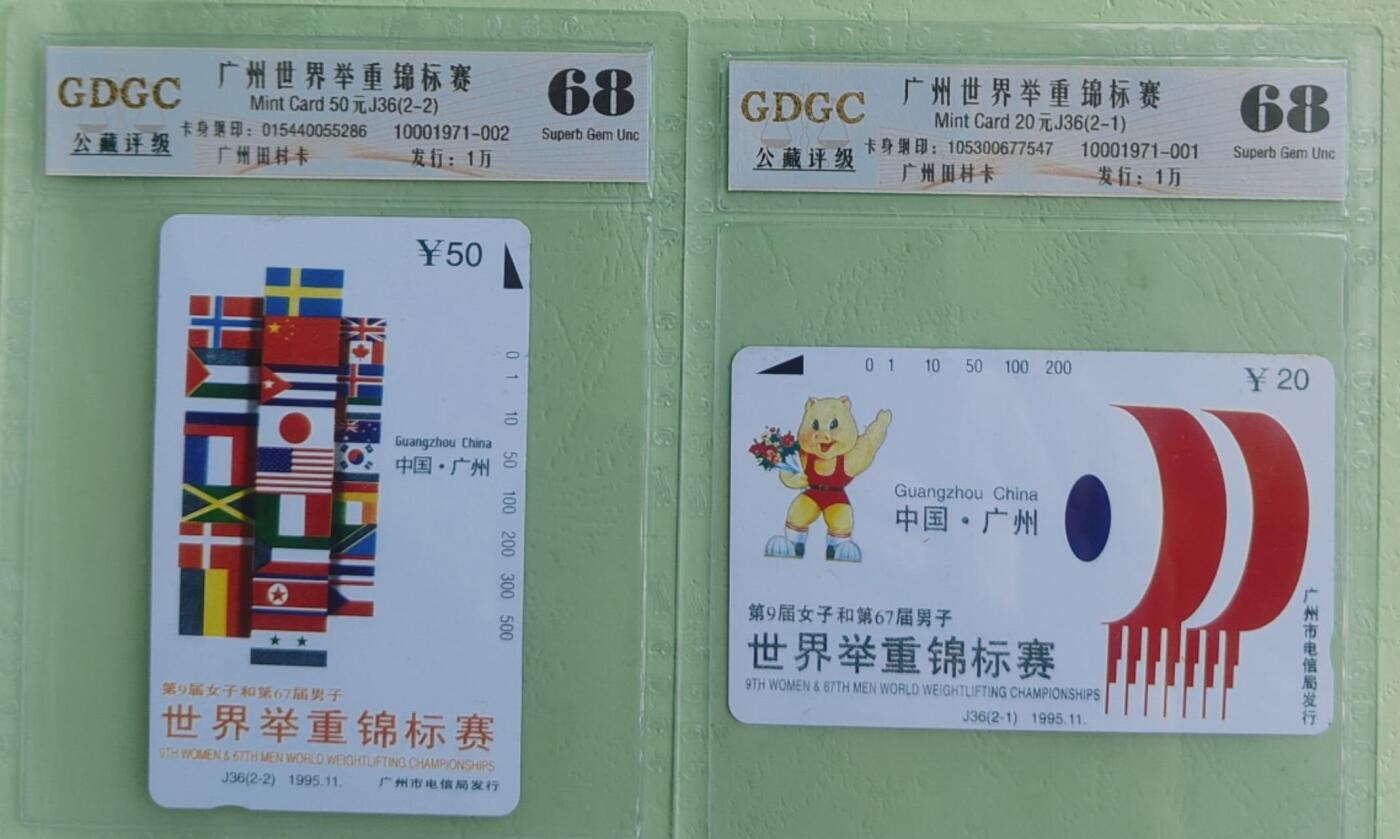 GDGC
公藏评级
广州世界举重锦标赛
Mint Card 50元J36(2-2)
卡身钢印：015440055286 10001971-002
广州田村卡 发行：1万
68
Superb Gem Unc
¥50
0 1 10 50 100 200 300 500
Guangzhou China
中国·广州
第9届女子和第67届男子
世界举重锦标赛
9TH WOMEN & 67TH MEN WORLD WEIGHTLIFTING CHAMPIONSHIPS
J36(2-2) 1995.11. 广州市电信局发行
GDGC
公藏评级
广州世界举重锦标赛
Mint Card 20元J36(2-1)
卡身钢印：105300677547 10001971-001
广州田村卡 发行：1万
68
Superb Gem Unc
0 1 10 50 100 200
¥20
Guangzhou China
中国·广州
第9届女子和第67届男子
世界举重锦标赛
9TH WOMEN & 67TH MEN WORLD WEIGHTLIFTING CHAMPIONSHIPS
J36(2-1) 1995.11.
广州市电信局发行